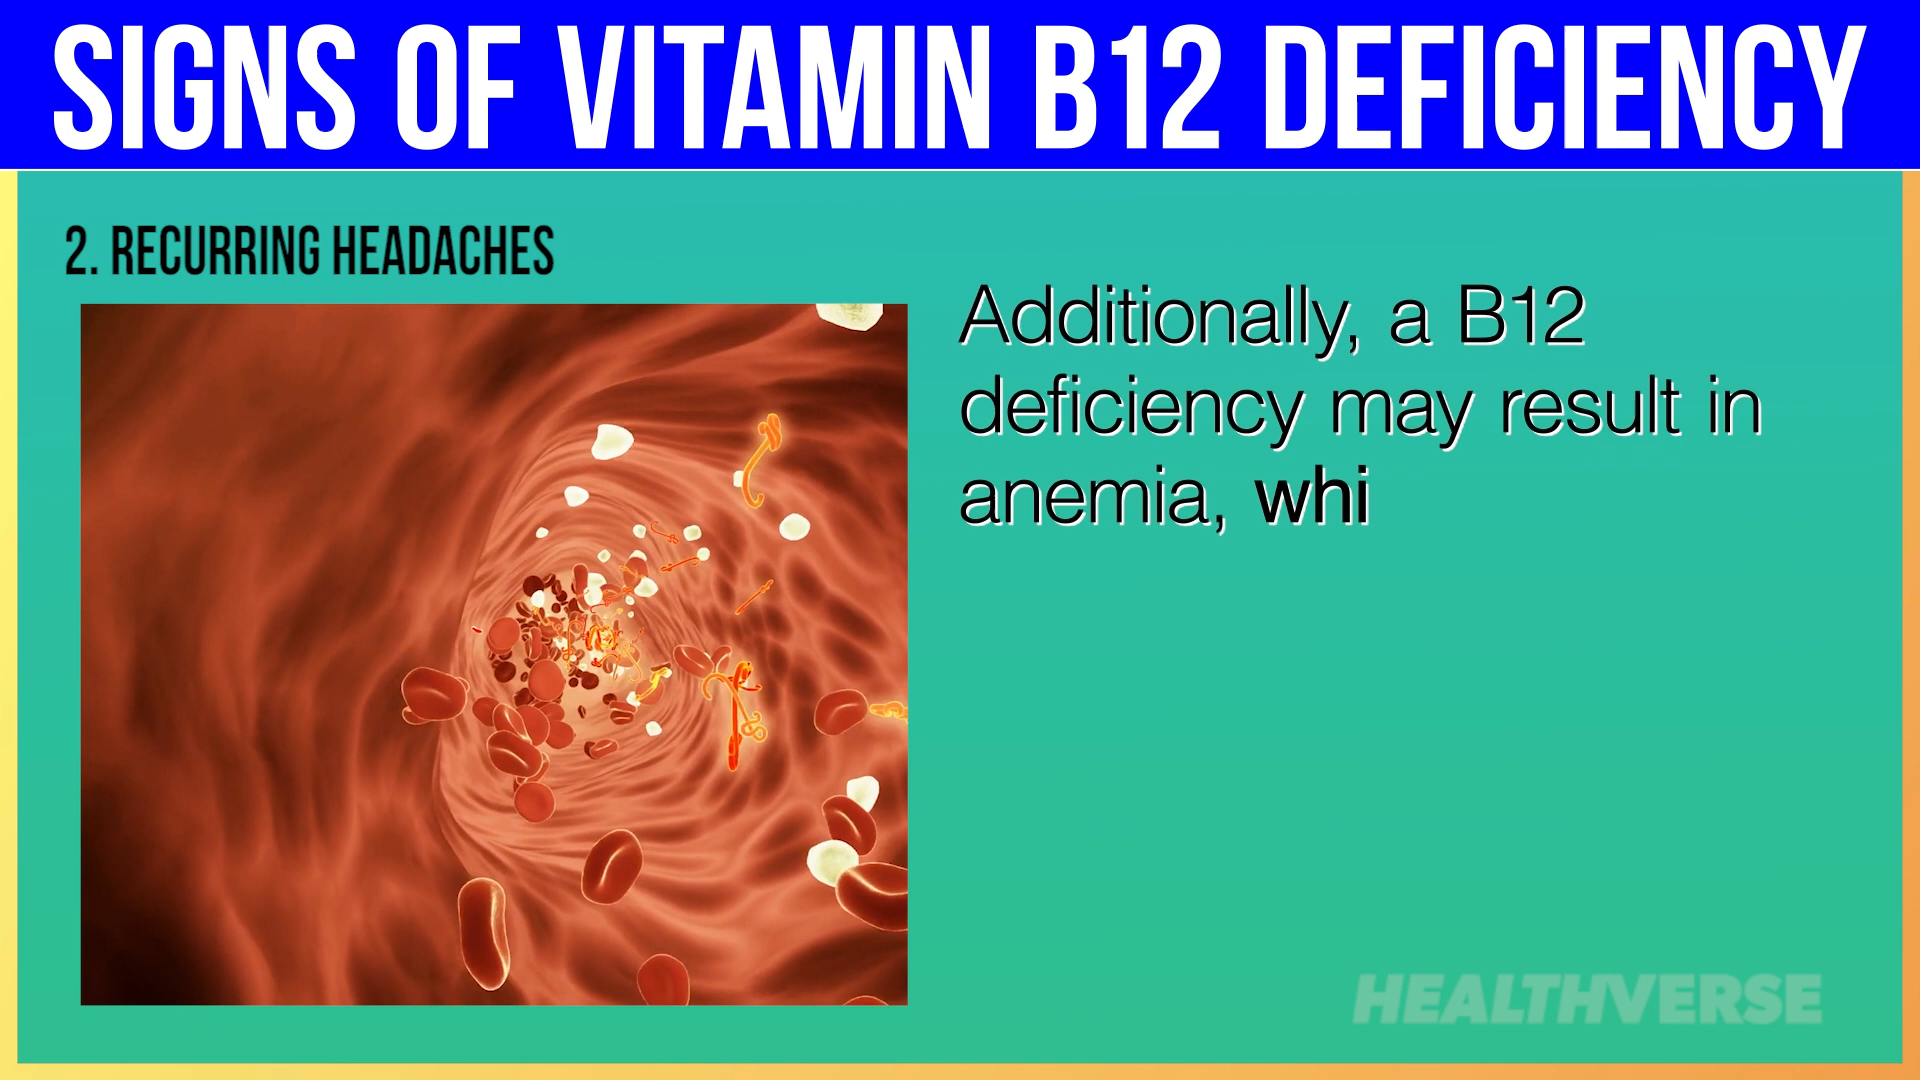 SIGNS OF VITAMIN B12 DEFICIENCY
2. RECURRING HEADACHES
Additionally, a B12
deficiency may result in
anemia, whi
HEALTHVERSE